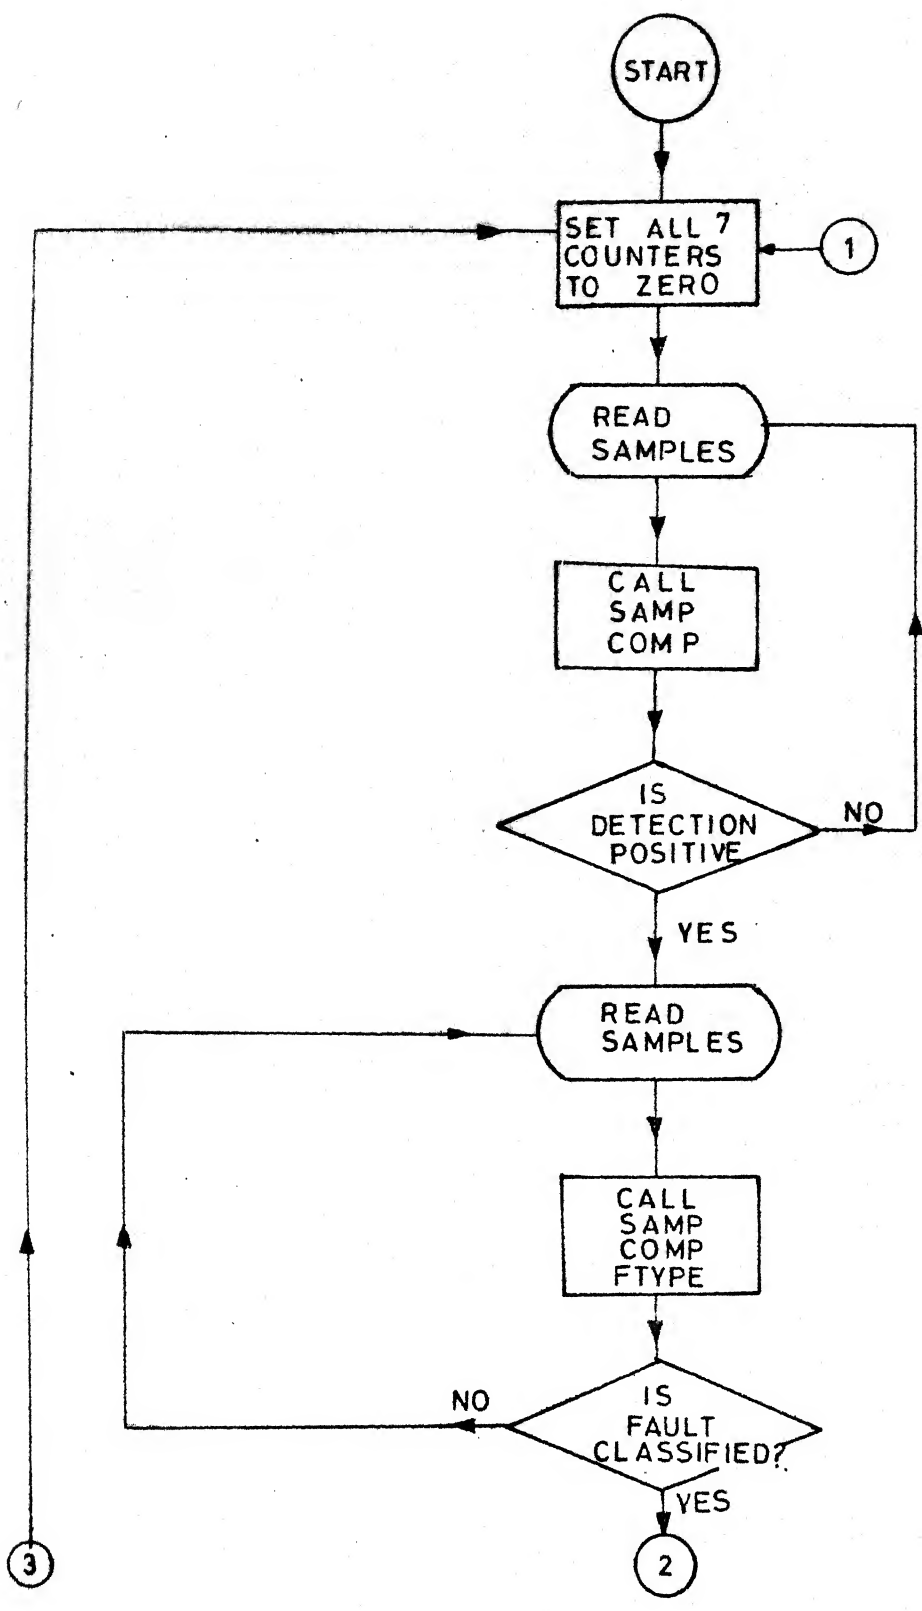 START
SET ALL 7
COUNTERS
TO ZERO
1
READ
SAMPLES
CALL
SAMP
COMP
IS
DETECTION
POSITIVE
NO
YES
READ
SAMPLES
CALL
SAMP
COMP
FTYPE
IS
FAULT
CLASSIFIED?
NO
YES
3
2